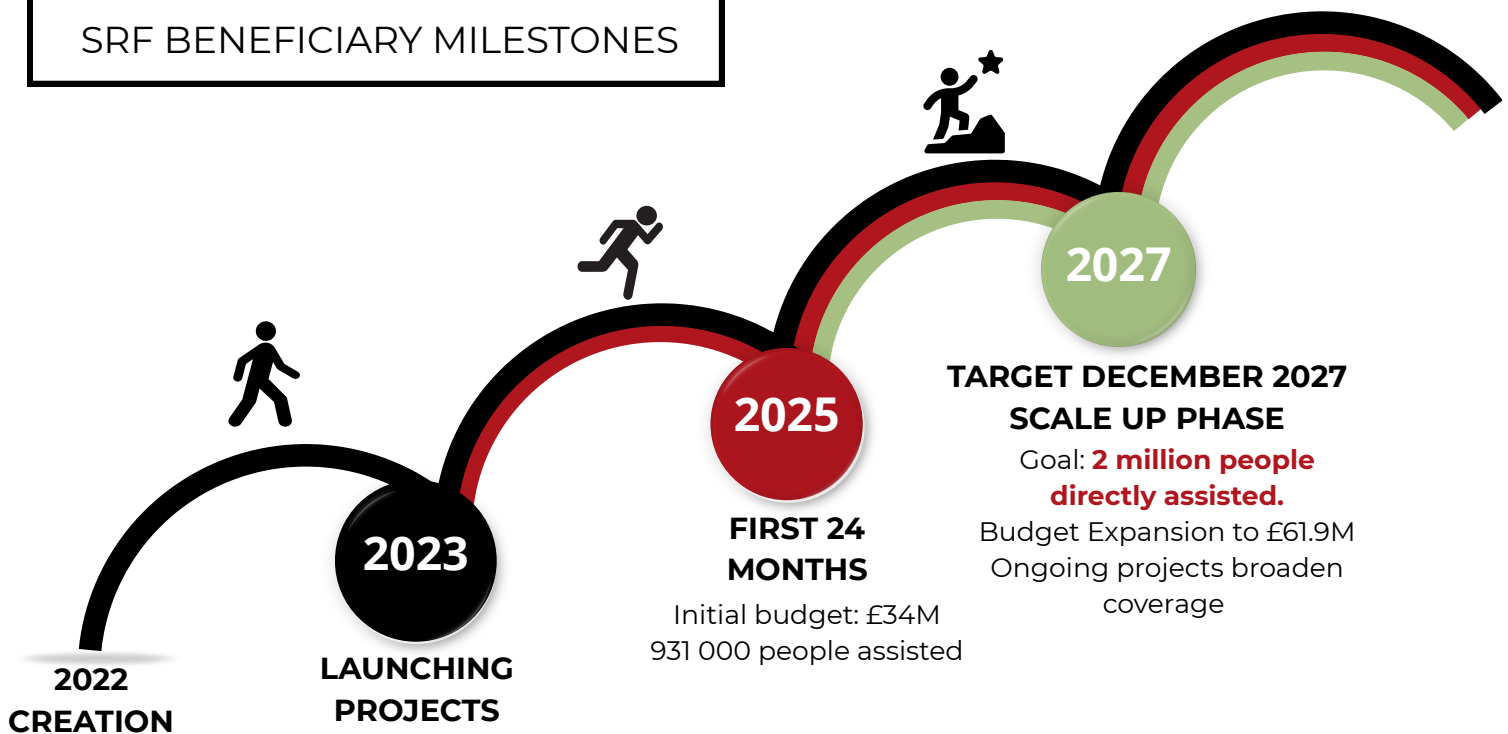 SRF BENEFICIARY MILESTONES
2022
CREATION
2023
LAUNCHING
PROJECTS
2025
FIRST 24
MONTHS
Initial budget: £34M
931 000 people assisted
2027
TARGET DECEMBER 2027
SCALE UP PHASE
Goal: 2 million people
directly assisted.
Budget Expansion to £61.9M
Ongoing projects broaden
coverage